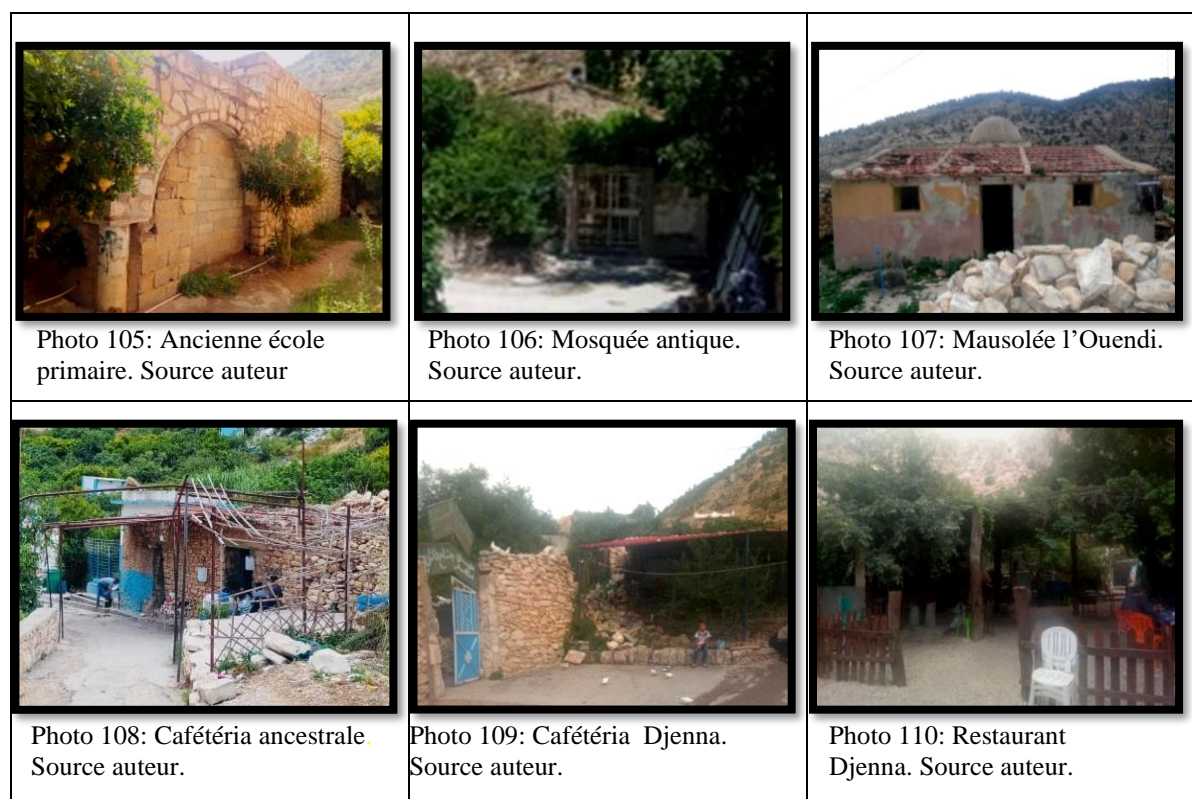 Photo 105: Ancienne école
primaire. Source auteur
Photo 106: Mosquée antique.
Source auteur.
Photo 107: Mausolée l’Ouendi.
Source auteur.
Photo 108: Cafétéria ancestrale.
Source auteur.
Photo 109: Cafétéria  Djenna.
Source auteur.
Photo 110: Restaurant
Djenna. Source auteur.